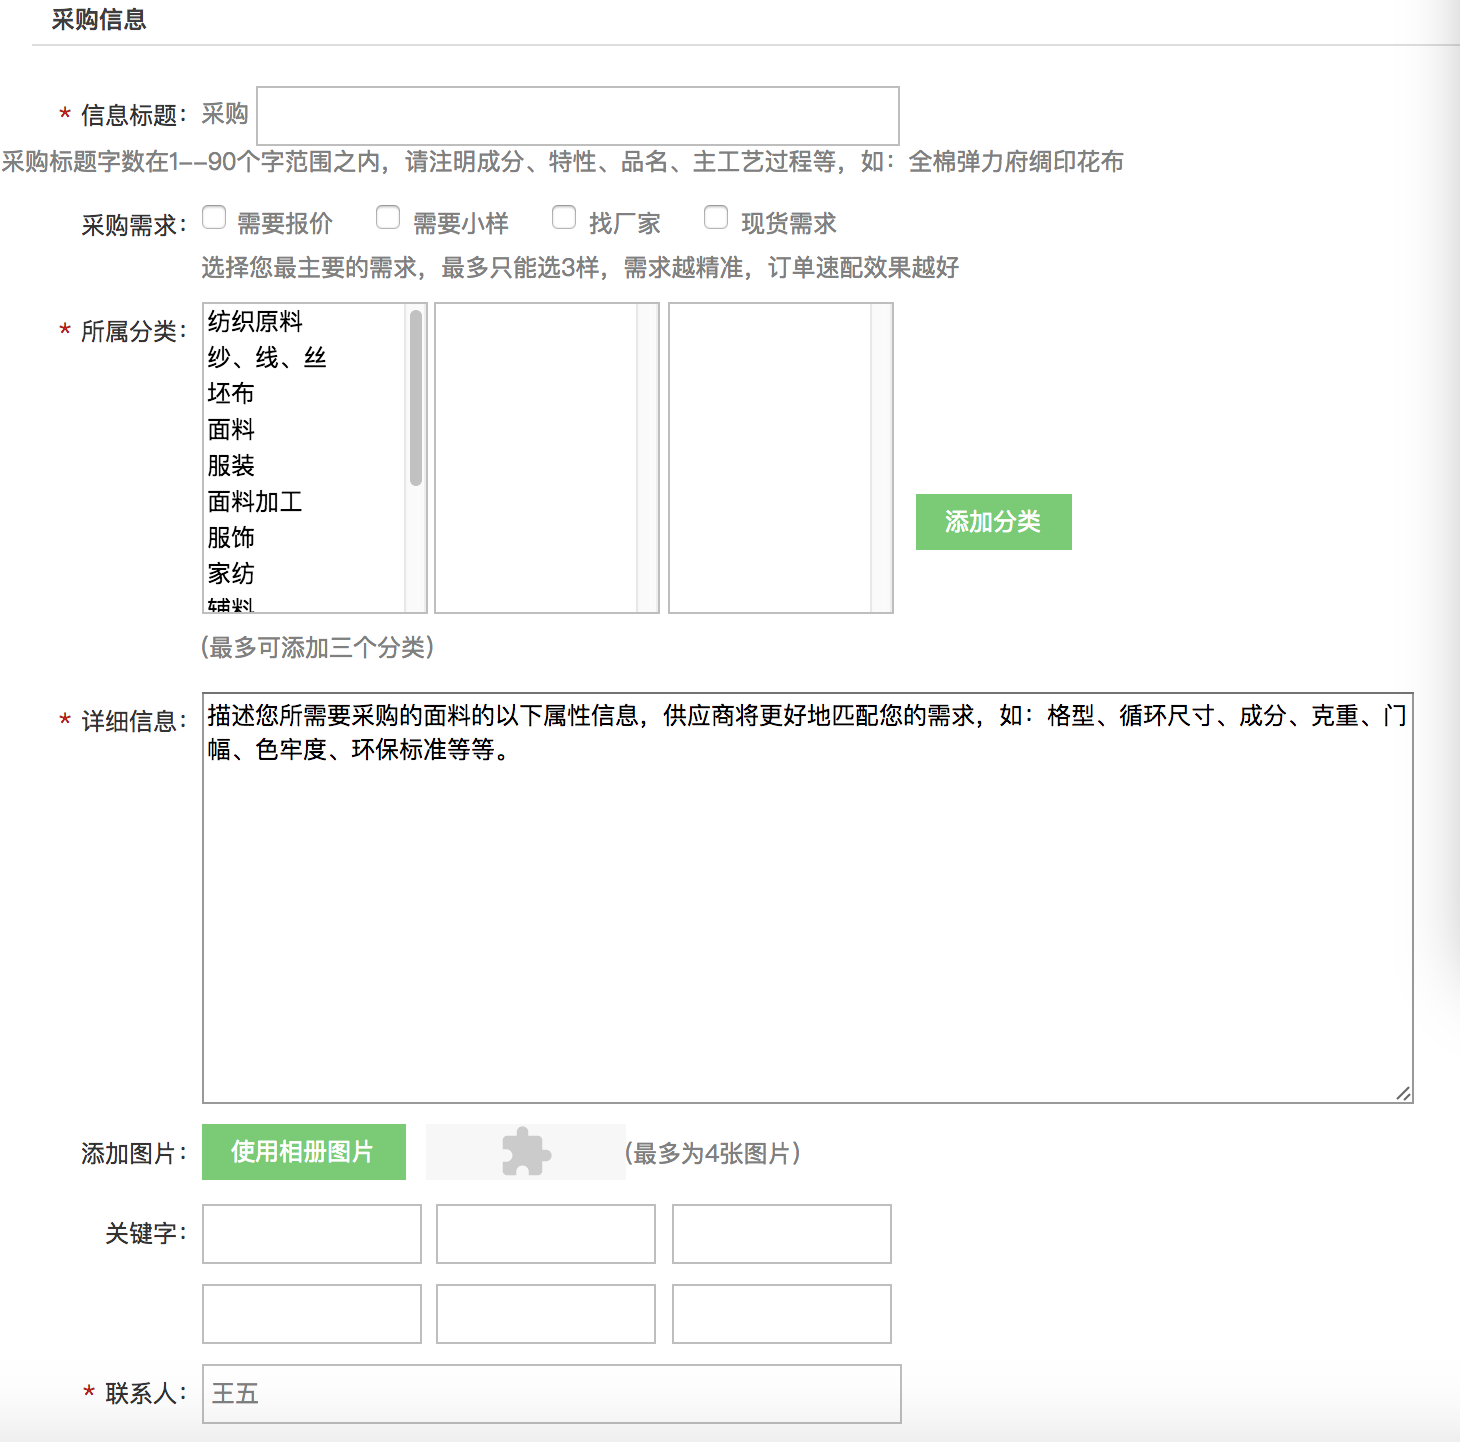 采购信息
* 信息标题： 采购
采购标题字数在1--90个字范围之内，请注明成分、特性、品名、主工艺过程等，如：全棉弹力府绸印花布
采购需求： 需要报价 需要小样 找厂家 现货需求
选择您最主要的需求，最多只能选3样，需求越精准，订单速配效果越好
* 所属分类：
纺织原料
纱、线、丝
坯布
面料
服装
面料加工
服饰
家纺
辅料
添加分类
(最多可添加三个分类)
* 详细信息：
描述您所需要采购的面料的以下属性信息，供应商将更好地匹配您的需求，如：格型、循环尺寸、成分、克重、门
幅、色牢度、环保标准等等。
添加图片： 使用相册图片 (最多为4张图片)
关键字：
* 联系人： 王五